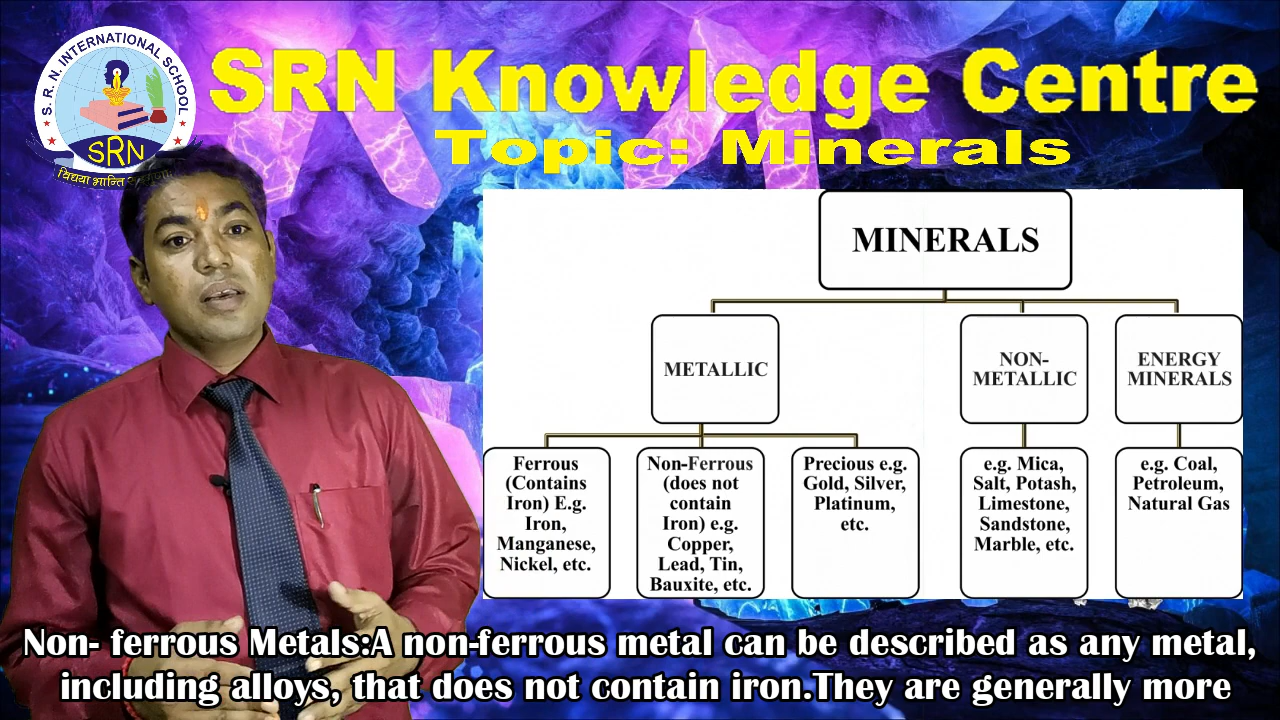 S. R. N. INTERNATIONAL SCHOOL
SRN
विद्यया भान्ति
SRN Knowledge Centre
Topic: Minerals
MINERALS
METALLIC
NON-
METALLIC
ENERGY
MINERALS
Ferrous
(Contains
Iron) E.g.
Iron,
Manganese,
Nickel, etc.
Non-Ferrous
(does not
contain
Iron) e.g.
Copper,
Lead, Tin,
Bauxite, etc.
Precious e.g.
Gold, Silver,
Platinum,
etc.
e.g. Mica,
Salt, Potash,
Limestone,
Sandstone,
Marble, etc.
e.g. Coal,
Petroleum,
Natural Gas
Non- ferrous Metals:A non-ferrous metal can be described as any metal,
including alloys, that does not contain iron.They are generally more